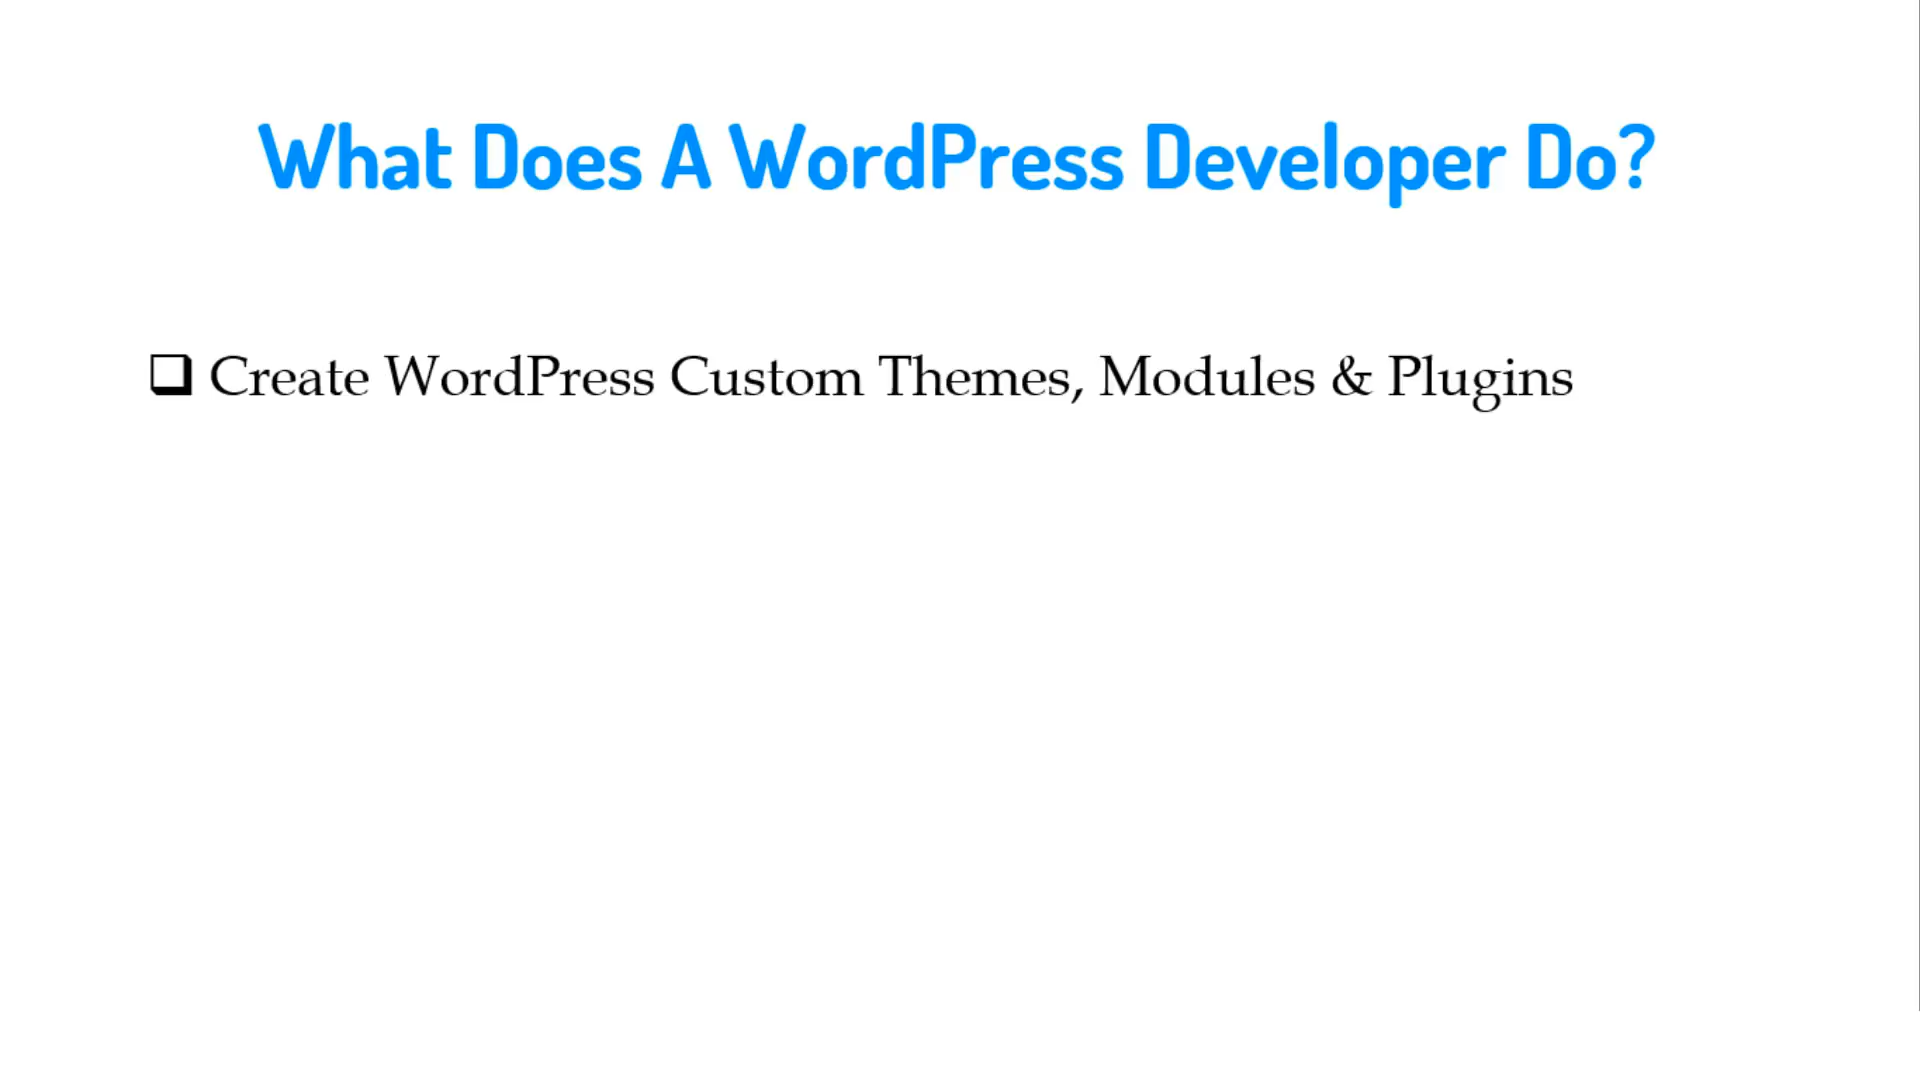 What Does A WordPress Developer Do?
❑ Create WordPress Custom Themes, Modules & Plugins